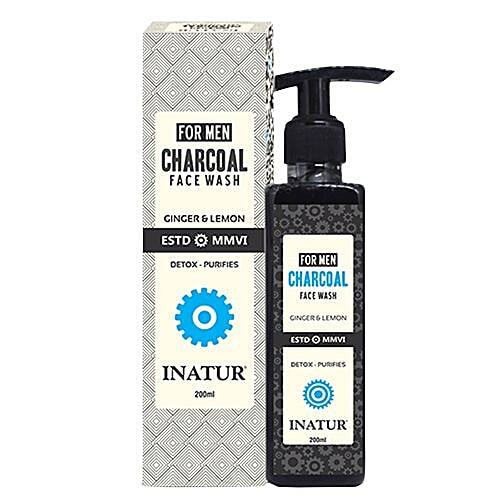 FOR MEN
CHARCOAL
FACE WASH
GINGER & LEMON
ESTD MMVI
DETOX - PURIFIES
INATUR®
200ml
FOR MEN
CHARCOAL
FACE WASH
GINGER & LEMON
ESTD MMVI
DETOX - PURIFIES
INATUR®
200ml